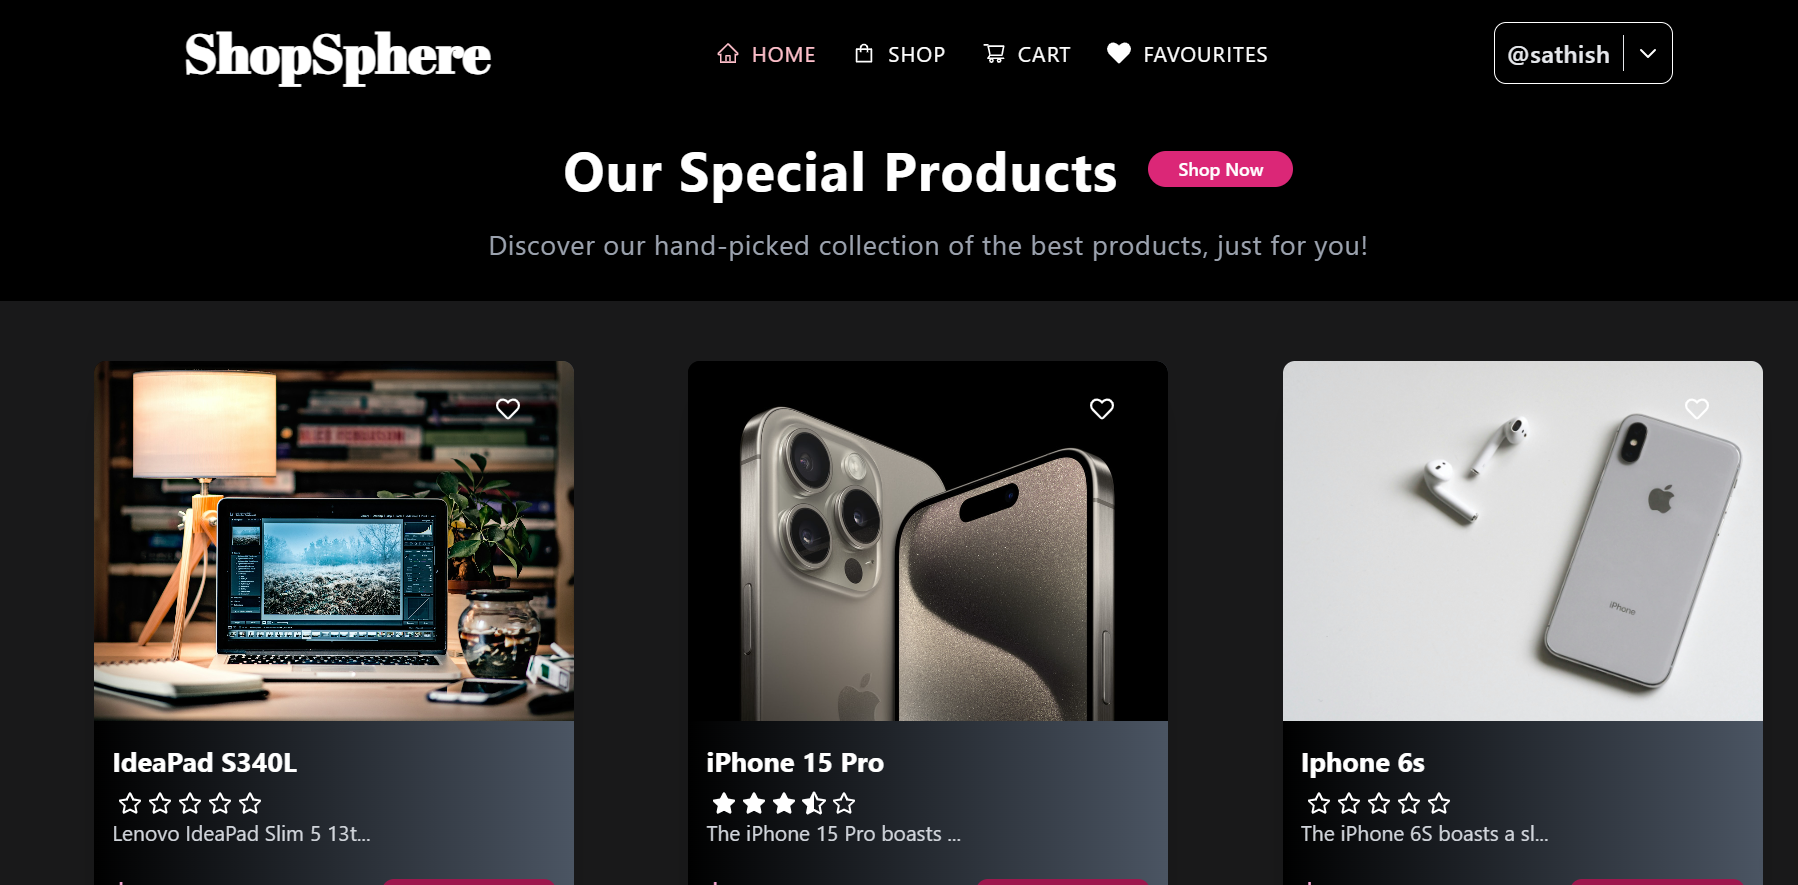 ShopSphere
HOME
SHOP
CART
FAVOURITES
@sathish
Our Special Products
Shop Now
Discover our hand-picked collection of the best products, just for you!
iPhone
IdeaPad S340L
Lenovo IdeaPad Slim 5 13t...
iPhone 15 Pro
The iPhone 15 Pro boasts ...
Iphone 6s
The iPhone 6S boasts a sl...